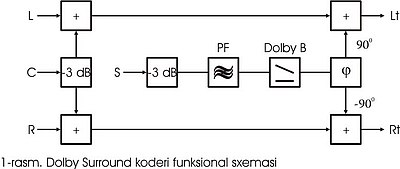 L + + Lt
PF Dolby B 90°
C -3 dB S -3 dB φ
-90°
R + + Rt
1-rasm. Dolby Surround koderi funksional sxemasi